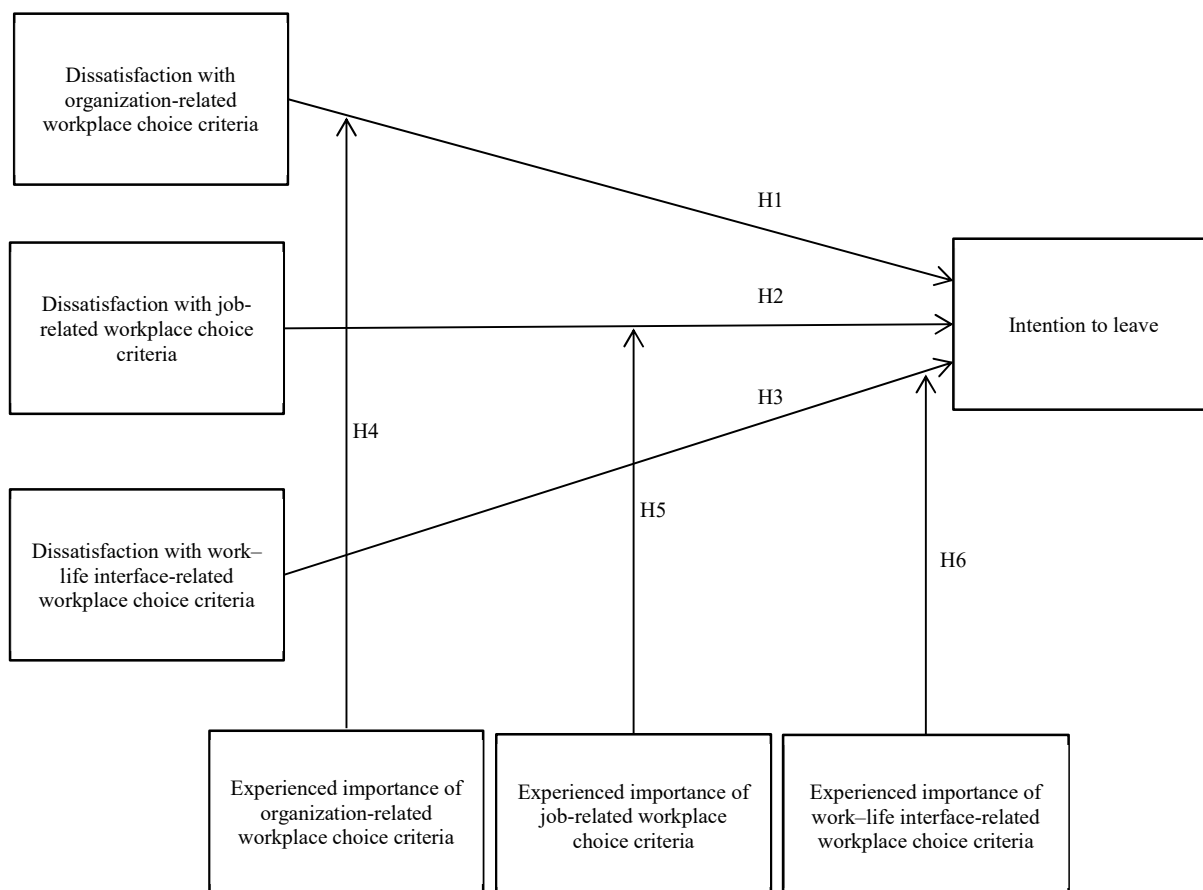 Dissatisfaction with
organization-related
workplace choice criteria
H1
Dissatisfaction with job-
related workplace choice
criteria
H2
Intention to leave
H3
H4
Dissatisfaction with work–
life interface-related
workplace choice criteria
H5
H6
Experienced importance of
organization-related
workplace choice criteria
Experienced importance of
job-related workplace
choice criteria
Experienced importance of
work–life interface-related
workplace choice criteria